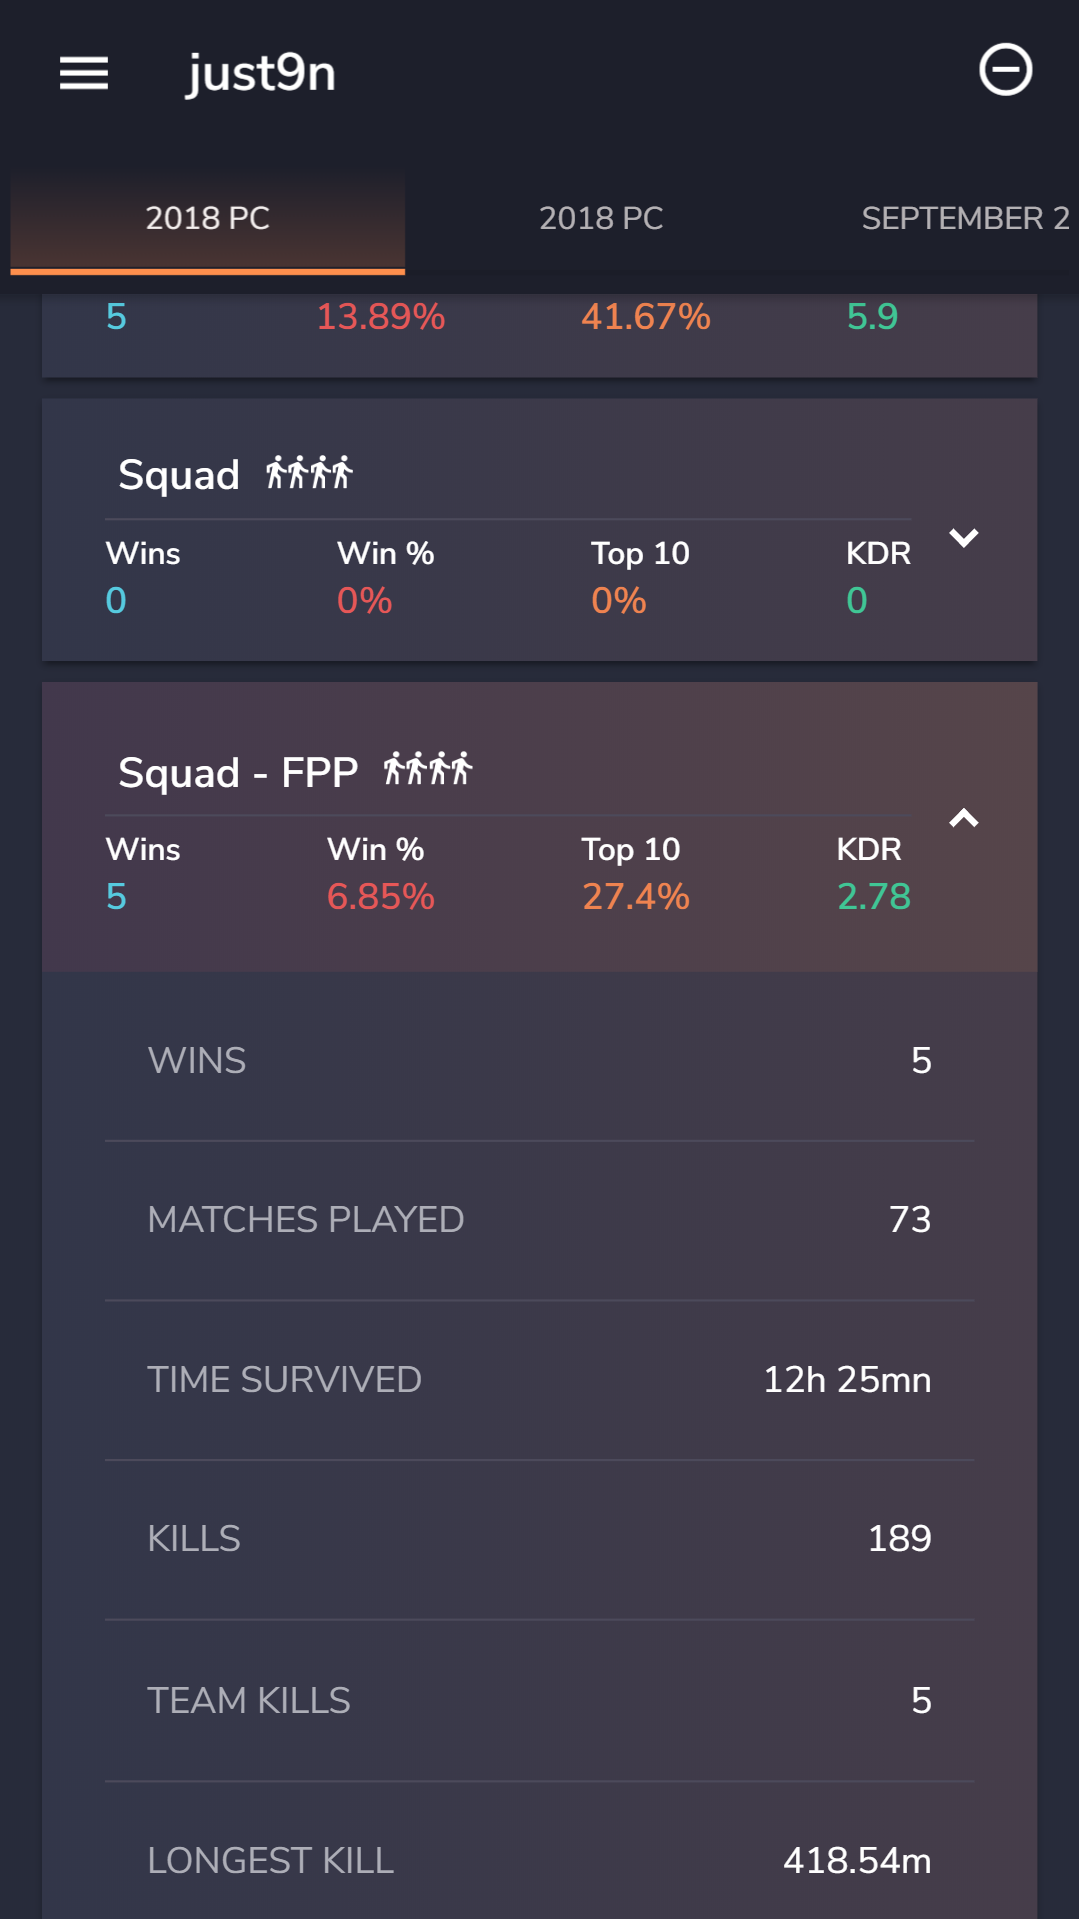 just9n
2018 PC 2018 PC SEPTEMBER 2
5 13.89% 41.67% 5.9
Squad
Wins Win % Top 10 KDR
0 0% 0% 0
Squad - FPP
Wins Win % Top 10 KDR
5 6.85% 27.4% 2.78
WINS 5
MATCHES PLAYED 73
TIME SURVIVED 12h 25mn
KILLS 189
TEAM KILLS 5
LONGEST KILL 418.54m